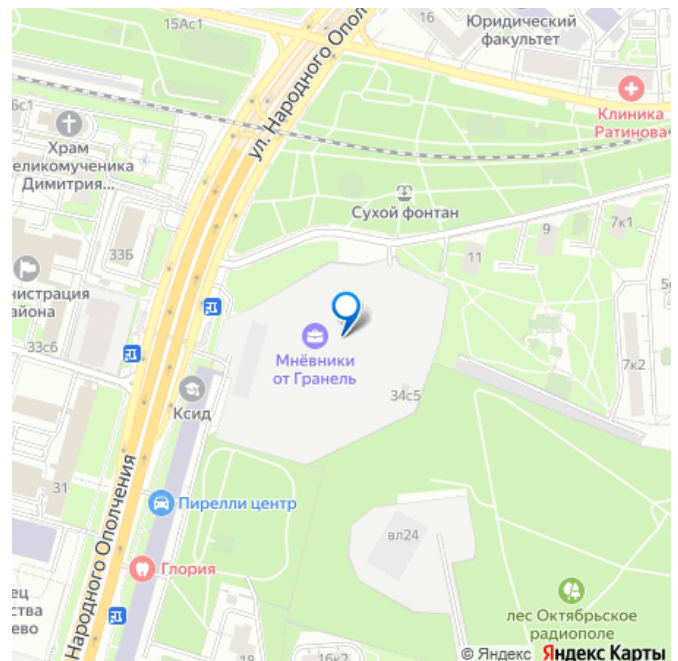 15Ас1
16
Юридический
факультет
ул. Народного Опол
6с1
Клиника
Ратинова
Храм
еликомученика
Димитрия...
Сухой фонтан
7к1
9
11
33Б
нистрация
айона
5
33с6
Мнёвники
от Гранель
7к2
34с5
Ксид
31
Пирелли центр
Народного Ополчения
вл24
Глория
ец
ства
ево
лес Октябрьское
радиополе
18
16к2
© Яндекс Яндекс Карты